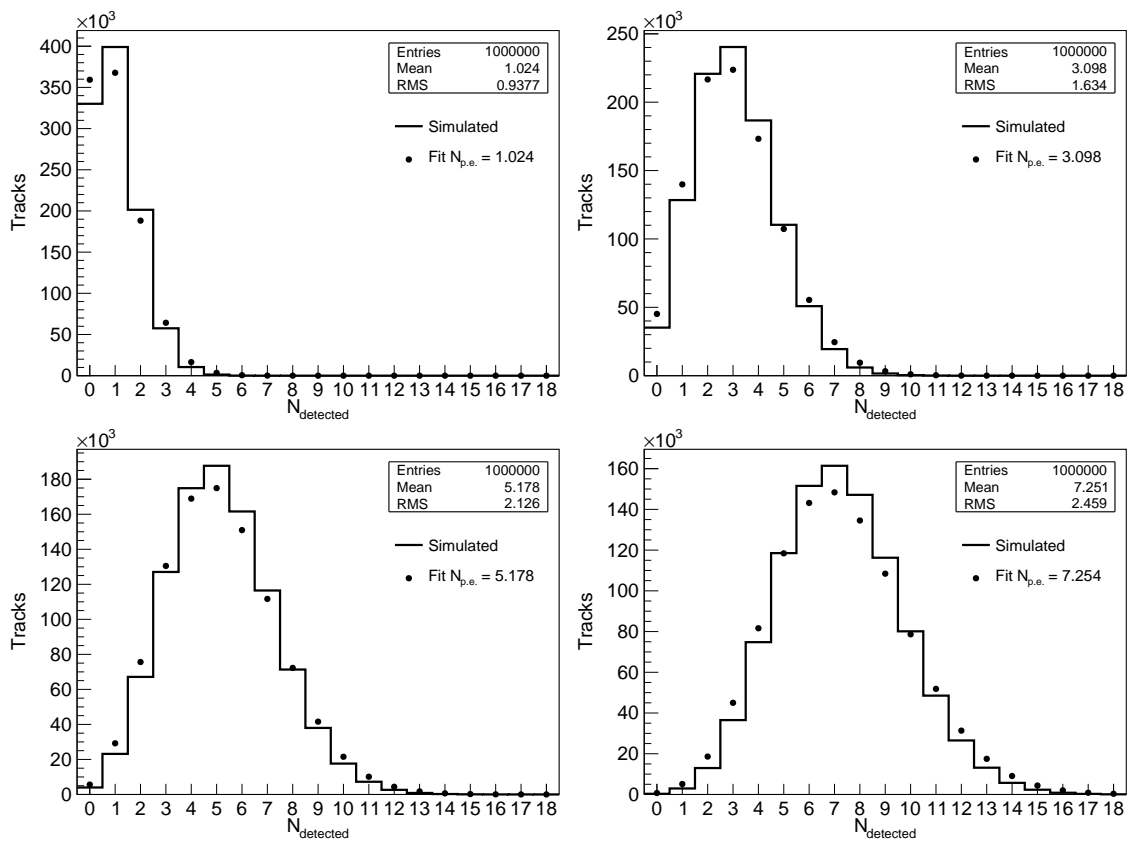 ×10³
Tracks
400
350
300
250
200
150
100
50
0
Entries 1000000
Mean 1.024
RMS 0.9377
Simulated
Fit Np.e. = 1.024
0 1 2 3 4 5 6 7 8 9 10 11 12 13 14 15 16 17 18
Ndetected
×10³
Tracks
250
200
150
100
50
0
Entries 1000000
Mean 3.098
RMS 1.634
Simulated
Fit Np.e. = 3.098
0 1 2 3 4 5 6 7 8 9 10 11 12 13 14 15 16 17 18
Ndetected
×10³
Tracks
180
160
140
120
100
80
60
40
20
0
Entries 1000000
Mean 5.178
RMS 2.126
Simulated
Fit Np.e. = 5.178
0 1 2 3 4 5 6 7 8 9 10 11 12 13 14 15 16 17 18
Ndetected
×10³
Tracks
160
140
120
100
80
60
40
20
0
Entries 1000000
Mean 7.251
RMS 2.459
Simulated
Fit Np.e. = 7.254
0 1 2 3 4 5 6 7 8 9 10 11 12 13 14 15 16 17 18
Ndetected